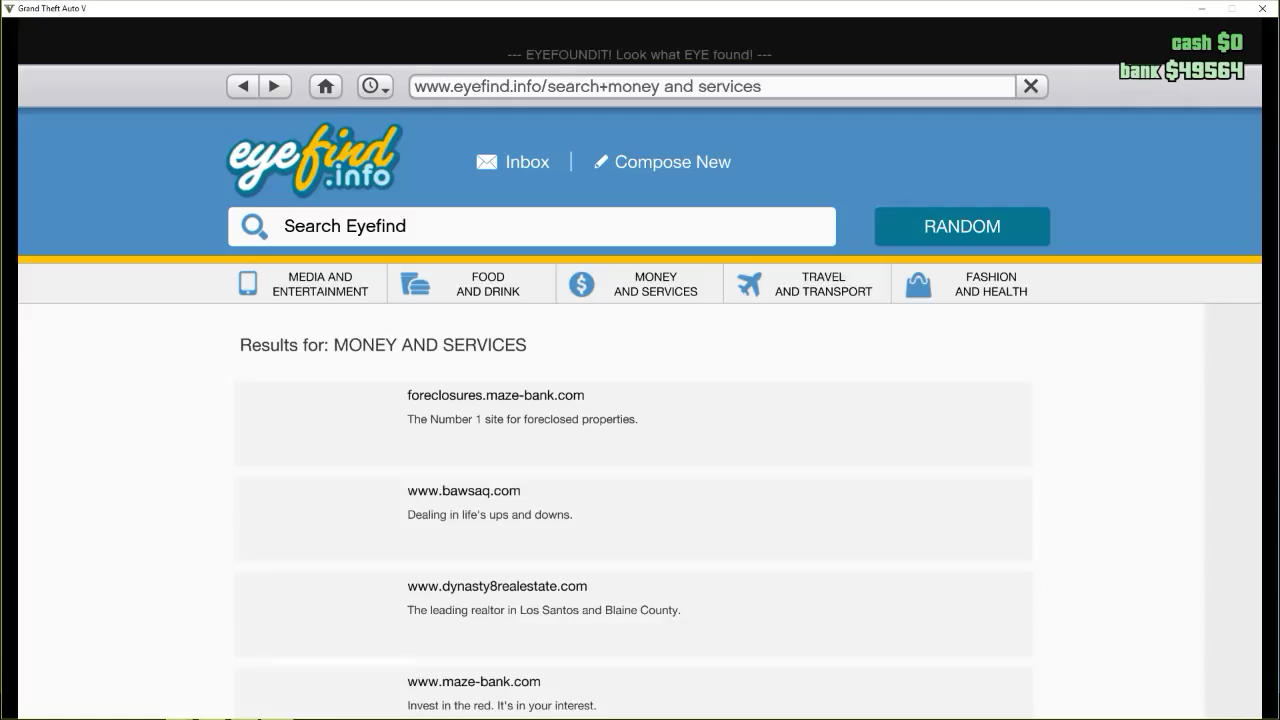 Grand Theft Auto V
--- EYEFOUNDIT! Look what EYE found! ---
cash $0
bank $49564
www.eyefind.info/search+money and services
eyefind
.info
Inbox
Compose New
Search Eyefind
RANDOM
MEDIA AND
ENTERTAINMENT
FOOD
AND DRINK
MONEY
AND SERVICES
TRAVEL
AND TRANSPORT
FASHION
AND HEALTH
Results for: MONEY AND SERVICES
foreclosures.maze-bank.com
The Number 1 site for foreclosed properties.
www.bawsaq.com
Dealing in life's ups and downs.
www.dynasty8realestate.com
The leading realtor in Los Santos and Blaine County.
www.maze-bank.com
Invest in the red. It's in your interest.